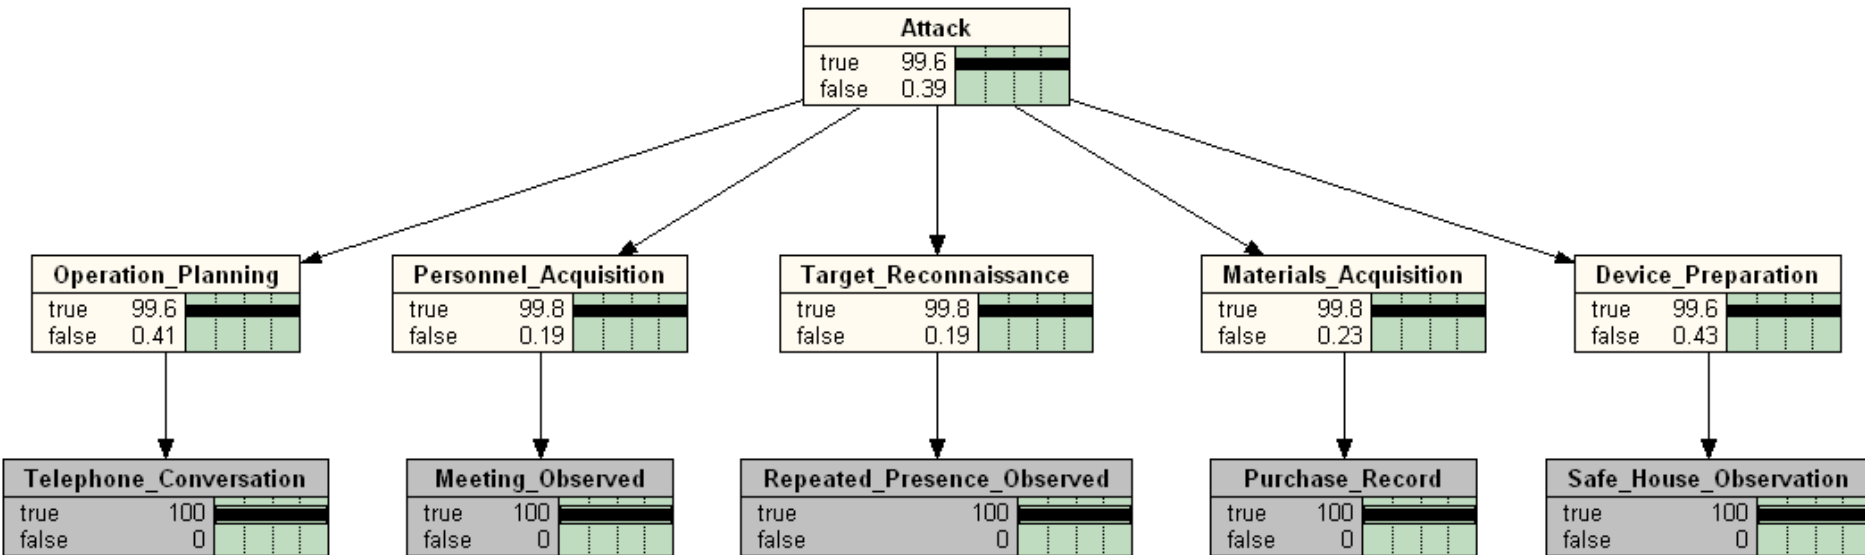 Attack
true 99.6
false 0.39
Operation_Planning
true 99.6
false 0.41
Personnel_Acquisition
true 99.8
false 0.19
Target_Reconnaissance
true 99.8
false 0.19
Materials_Acquisition
true 99.8
false 0.23
Device_Preparation
true 99.6
false 0.43
Telephone_Conversation
true 100
false 0
Meeting_Observed
true 100
false 0
Repeated_Presence_Observed
true 100
false 0
Purchase_Record
true 100
false 0
Safe_House_Observation
true 100
false 0